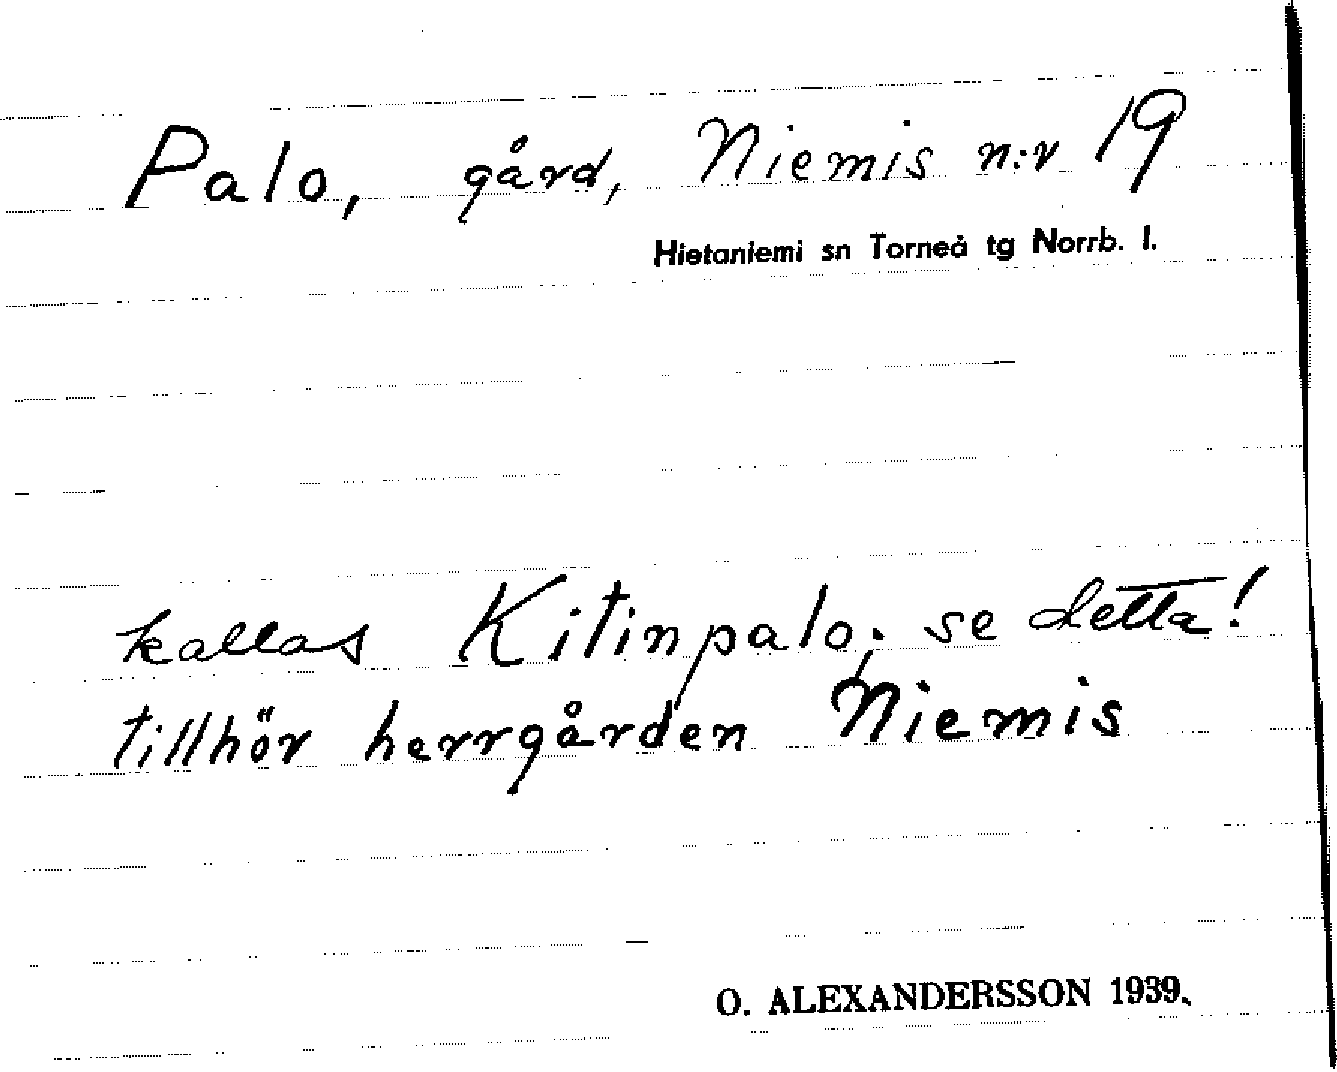 Palo, gård, Niemis n:r 19
Hietaniemi sn Torneå tg Norrb. l.
kallas Kitinpalo; se detta!
tillhör herrgården Niemis
O. ALEXANDERSSON 1939.